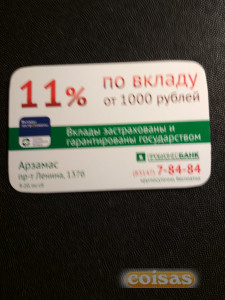 11% по вкладу
от 1000 рублей
Вклады застрахованы и
гарантированы государством
Арзамас
пр-т Ленина, 137б
БАНК
7-84-84
coisas